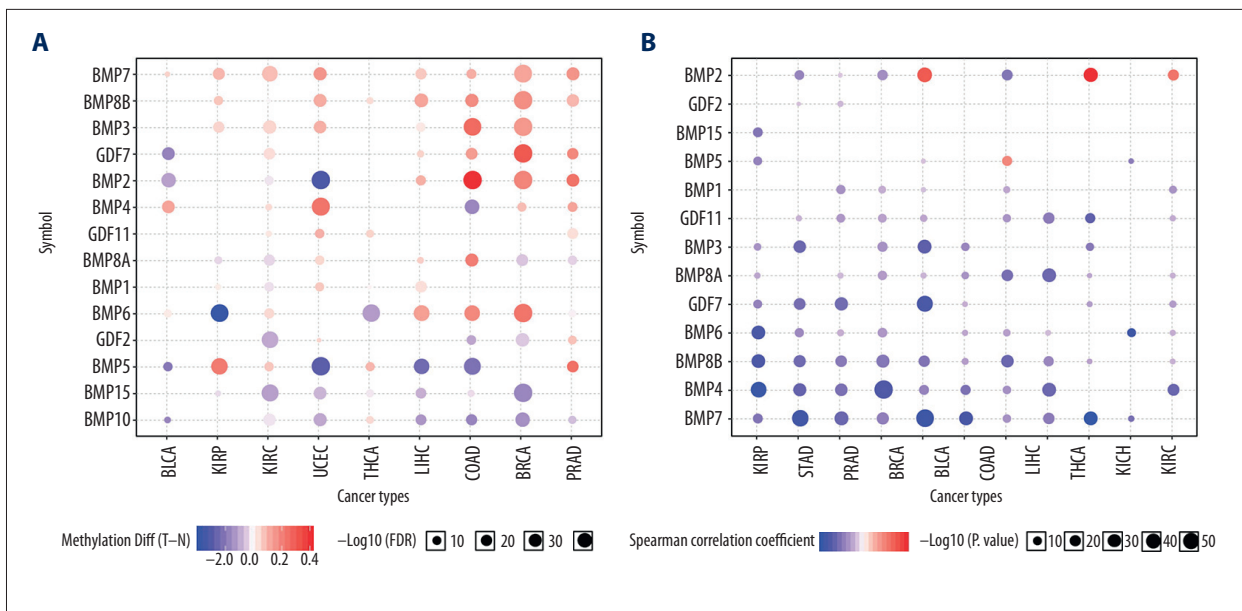 A
BMP7
BMP8B
BMP3
GDF7
BMP2
BMP4
GDF11
BMP8A
BMP1
BMP6
GDF2
BMP5
BMP15
BMP10
Symbol
BLCA
KIRP
KIRC
UCEC
THCA
LIHC
COAD
BRCA
PRAD
Cancer types
Methylation Diff (T–N)
–2.0 0.0 0.2 0.4
–Log10 (FDR) 10 20 30
B
BMP2
GDF2
BMP15
BMP5
BMP1
GDF11
BMP3
BMP8A
GDF7
BMP6
BMP8B
BMP4
BMP7
Symbol
KIRP
STAD
PRAD
BRCA
BLCA
COAD
LIHC
THCA
KICH
KIRC
Cancer types
Spearman correlation coefficient
–Log10 (P. value) 10 20 30 40 50